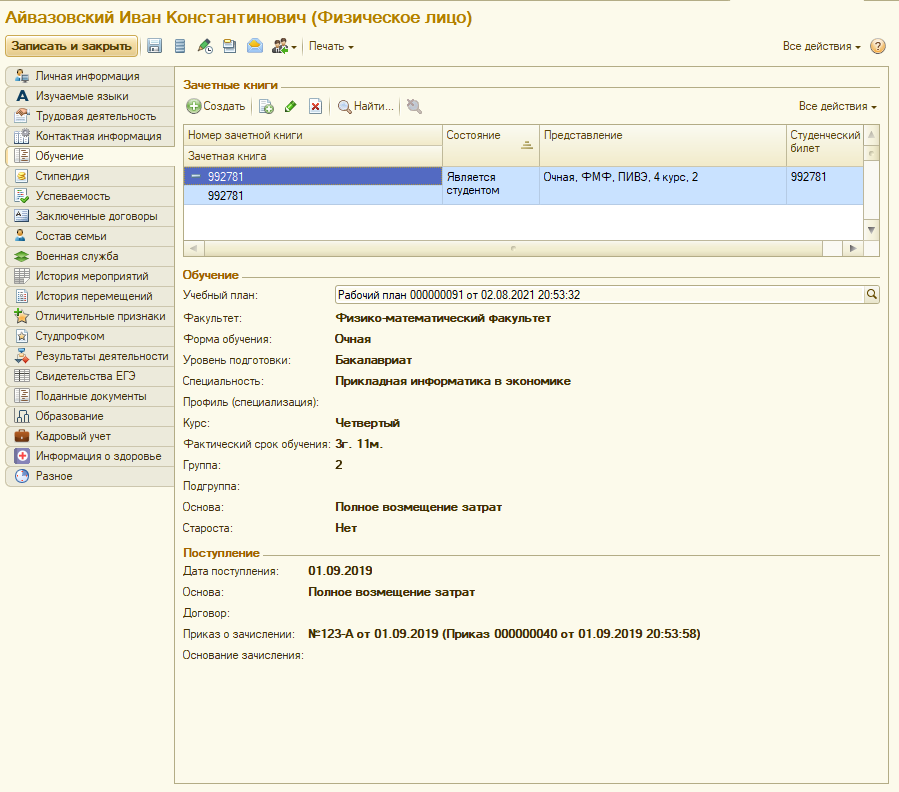 Айвазовский Иван Константинович (Физическое лицо)
Записать и закрыть Печать Все действия ?
Личная информация
Изучаемые языки
Трудовая деятельность
Контактная информация
Обучение
Стипендия
Успеваемость
Заключенные договоры
Состав семьи
Военная служба
История мероприятий
История перемещений
Отличительные признаки
Студпрофком
Результаты деятельности
Свидетельства ЕГЭ
Поданные документы
Образование
Кадровый учет
Информация о здоровье
Разное
Зачетные книги
Создать Найти... Все действия
Номер зачетной книги Состояние Представление Студенческий билет
Зачетная книга
992781 Является студентом Очная, ФМФ, ПИВЭ, 4 курс, 2 992781
992781
Обучение
Учебный план: Рабочий план 000000091 от 02.08.2021 20:53:32
Факультет: Физико-математический факультет
Форма обучения: Очная
Уровень подготовки: Бакалавриат
Специальность: Прикладная информатика в экономике
Профиль (специализация):
Курс: Четвертый
Фактический срок обучения: 3г. 11м.
Группа: 2
Подгруппа:
Основа: Полное возмещение затрат
Староста: Нет
Поступление
Дата поступления: 01.09.2019
Основа: Полное возмещение затрат
Договор:
Приказ о зачислении: №123-А от 01.09.2019 (Приказ 000000040 от 01.09.2019 20:53:58)
Основание зачисления: